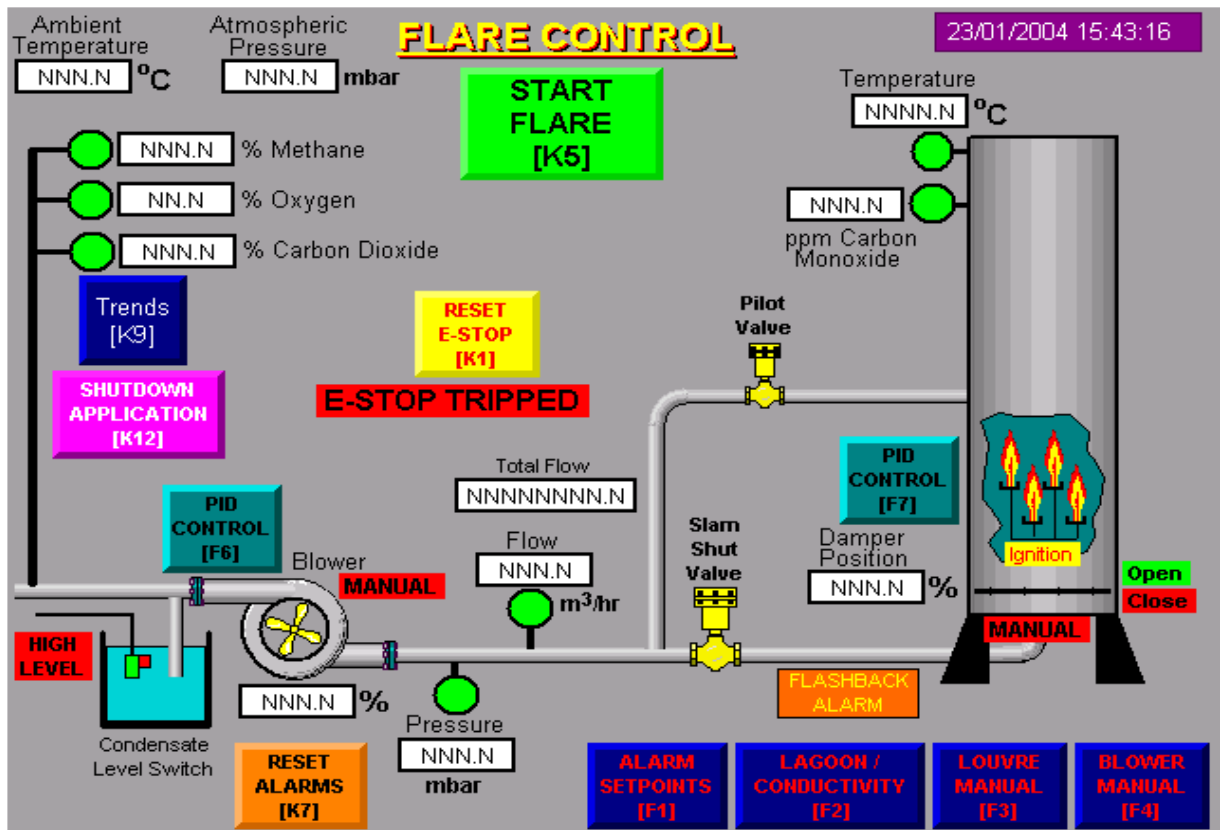 Ambient
Temperature
NNN.N °C
Atmospheric
Pressure
NNN.N mbar
FLARE CONTROL
23/01/2004 15:43:16
START
FLARE
[K5]
Temperature
NNNN.N °C
NNN.N % Methane
NN.N % Oxygen
NNN.N % Carbon Dioxide
NNN.N
ppm Carbon
Monoxide
Trends
[K9]
RESET
E-STOP
[K1]
Pilot
Valve
SHUTDOWN
APPLICATION
[K12]
E-STOP TRIPPED
PID
CONTROL
[F6]
Total Flow
NNNNNNNN.N
PID
CONTROL
[F7]
Flow
NNN.N
m³/hr
Slam
Shut
Valve
Damper
Position
NNN.N %
Ignition
Blower
MANUAL
Open
Close
MANUAL
HIGH
LEVEL
NNN.N %
FLASHBACK
ALARM
Condensate
Level Switch
Pressure
NNN.N
mbar
RESET
ALARMS
[K7]
ALARM
SETPOINTS
[F1]
LAGOON /
CONDUCTIVITY
[F2]
LOUVRE
MANUAL
[F3]
BLOWER
MANUAL
[F4]